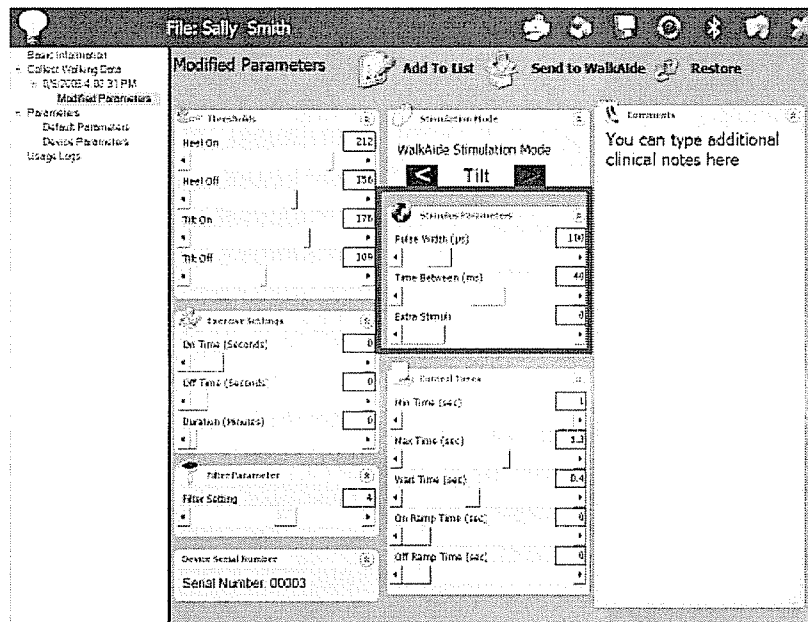 File: Sally Smith
Basic Information
Collect Walking Data
Modified Parameters
Parameters
Default Parameters
Device Parameters
Usage Logs
Modified Parameters
Add To List
Send to WalkAide
Restore
Thresholds
Heel On
212
Heel Off
156
Tilt On
176
Tilt Off
109
Exercise Settings
On Time (Seconds)
0
Off Time (Seconds)
0
Duration (Minutes)
0
Filter Parameter
Filter Setting
4
Device Serial Number
Serial Number: 00003
Stimulation Mode
WalkAide Stimulation Mode
< Tilt >
Stimulus Parameters
Pulse Width (µs)
Time Between (ms)
40
Extra Stimuli
0
Control Times
Min Time (sec)
1
Max Time (sec)
Wait Time (sec)
0.4
On Ramp Time (sec)
0
Off Ramp Time (sec)
0
Comments
You can type additional
clinical notes here